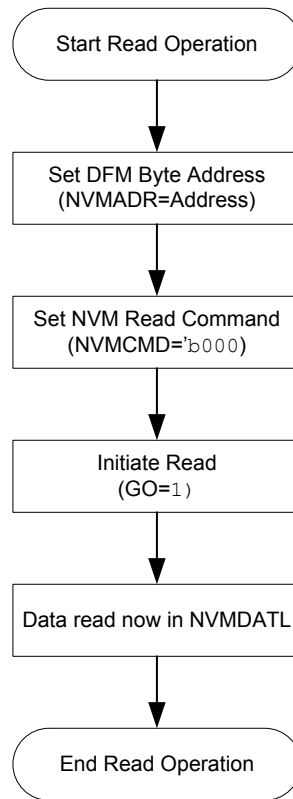 Start Read Operation
Set DFM Byte Address
(NVMADR=Address)
Set NVM Read Command
(NVMCMD='b000)
Initiate Read
(GO=1)
Data read now in NVMDATL
End Read Operation